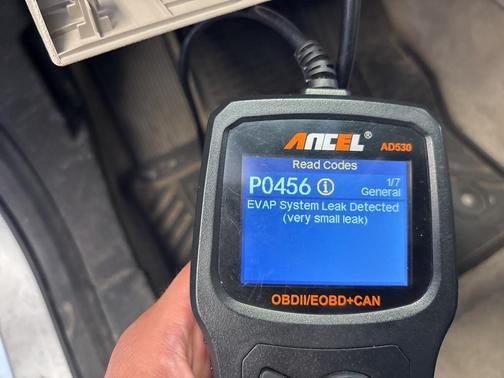 ANCEL®
AD530
Read Codes
P0456 i 1/7
General
EVAP System Leak Detected
(very small leak)
OBDII/EOBD+CAN